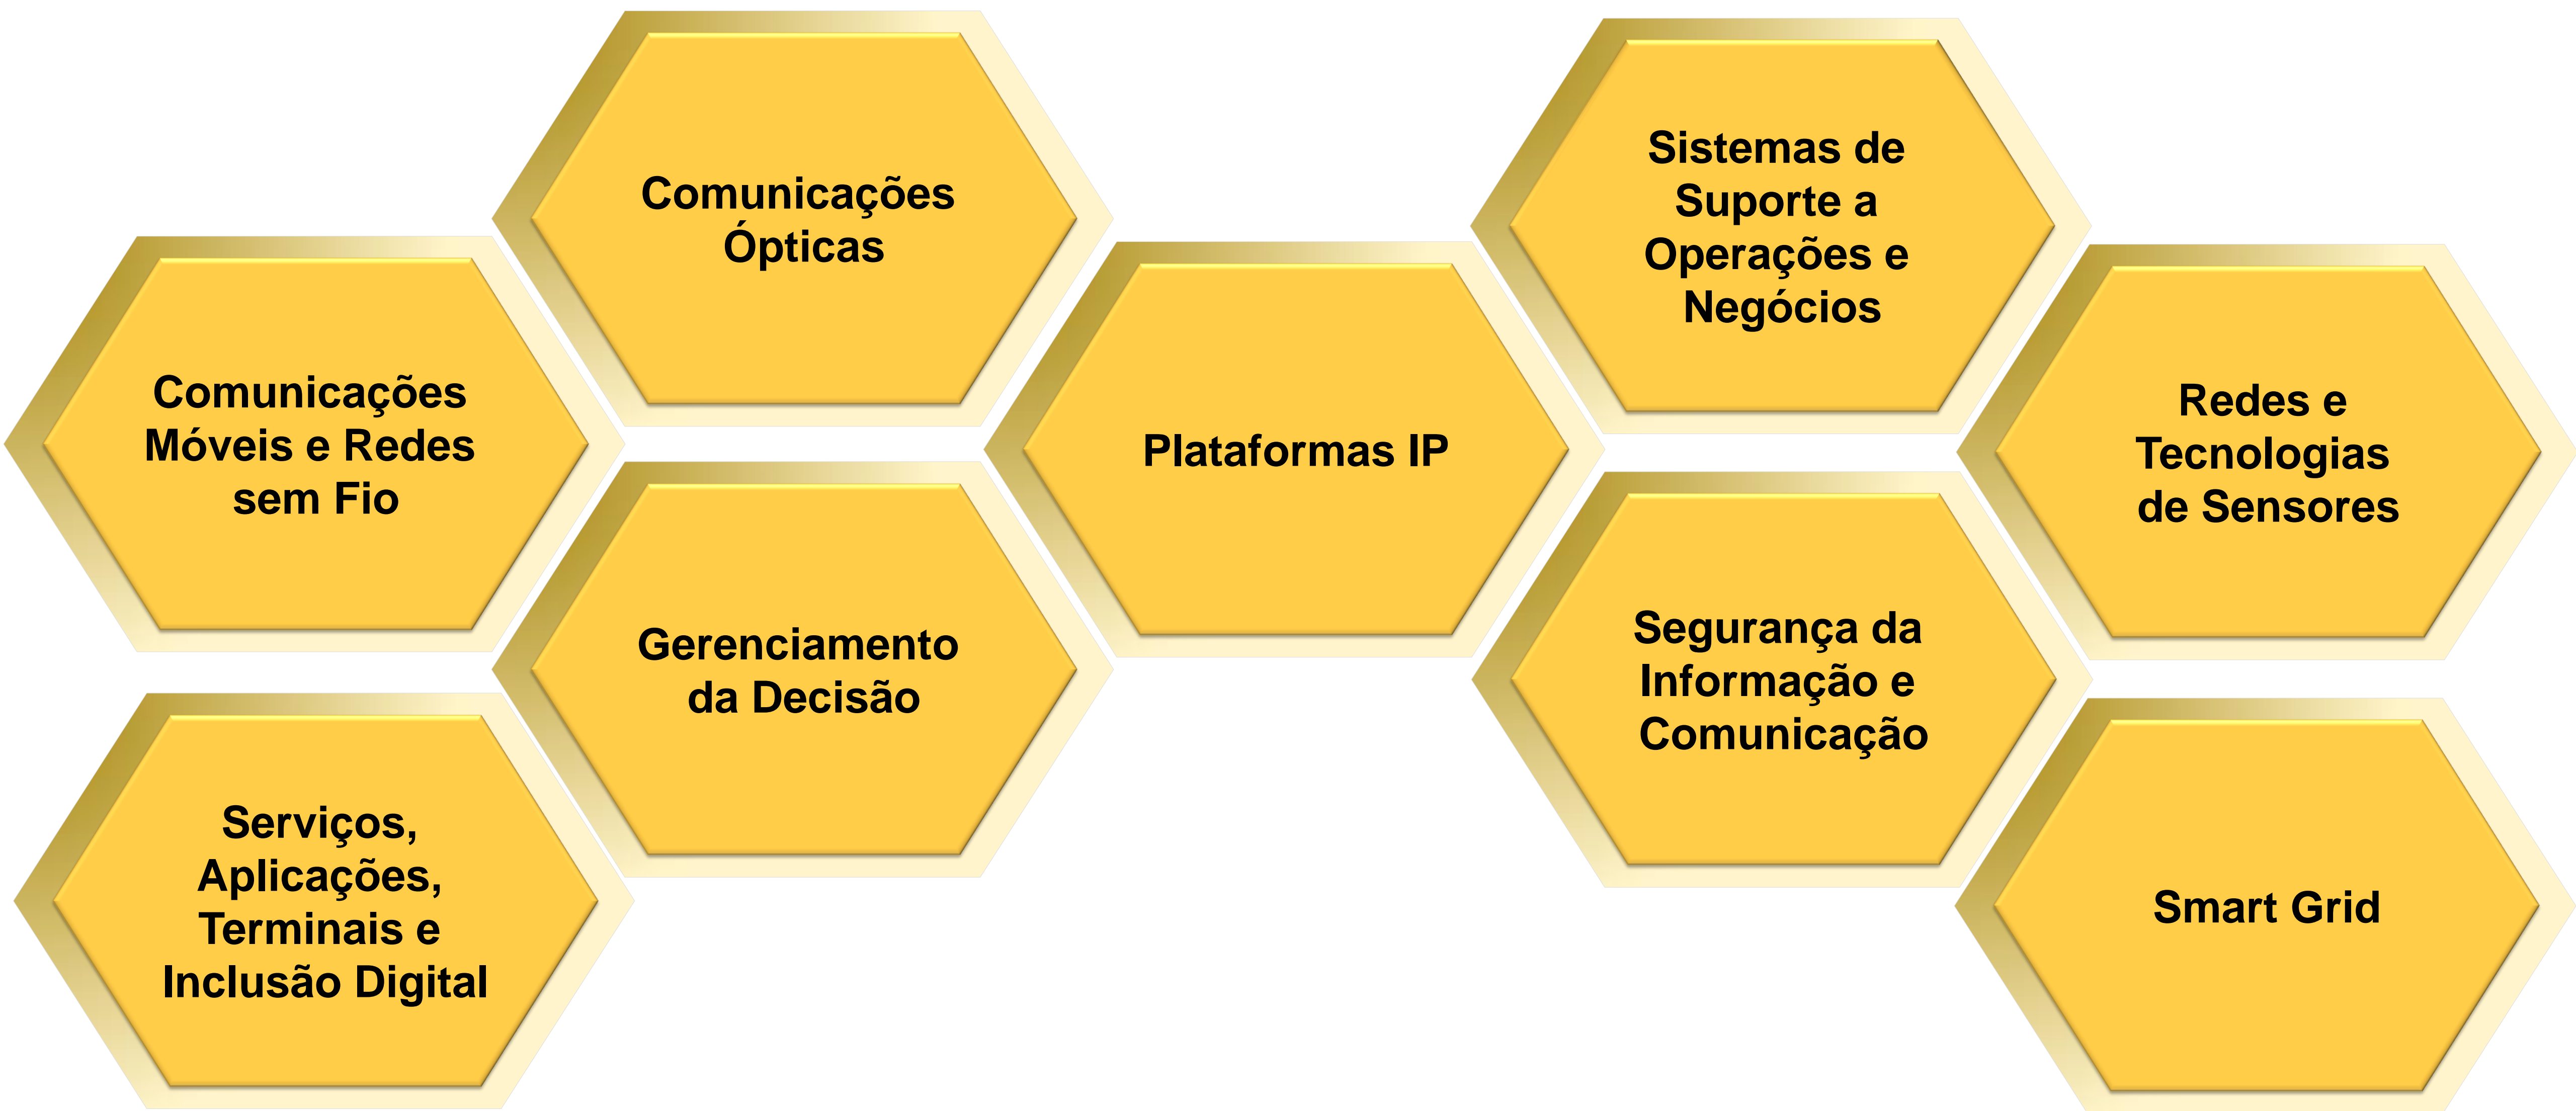 Comunicações
Ópticas
Sistemas de
Suporte a
Operações e
Negócios
Comunicações
Móveis e Redes
sem Fio
Plataformas IP
Redes e
Tecnologias
de Sensores
Gerenciamento
da Decisão
Segurança da
Informação e
Comunicação
Serviços,
Aplicações,
Terminais e
Inclusão Digital
Smart Grid